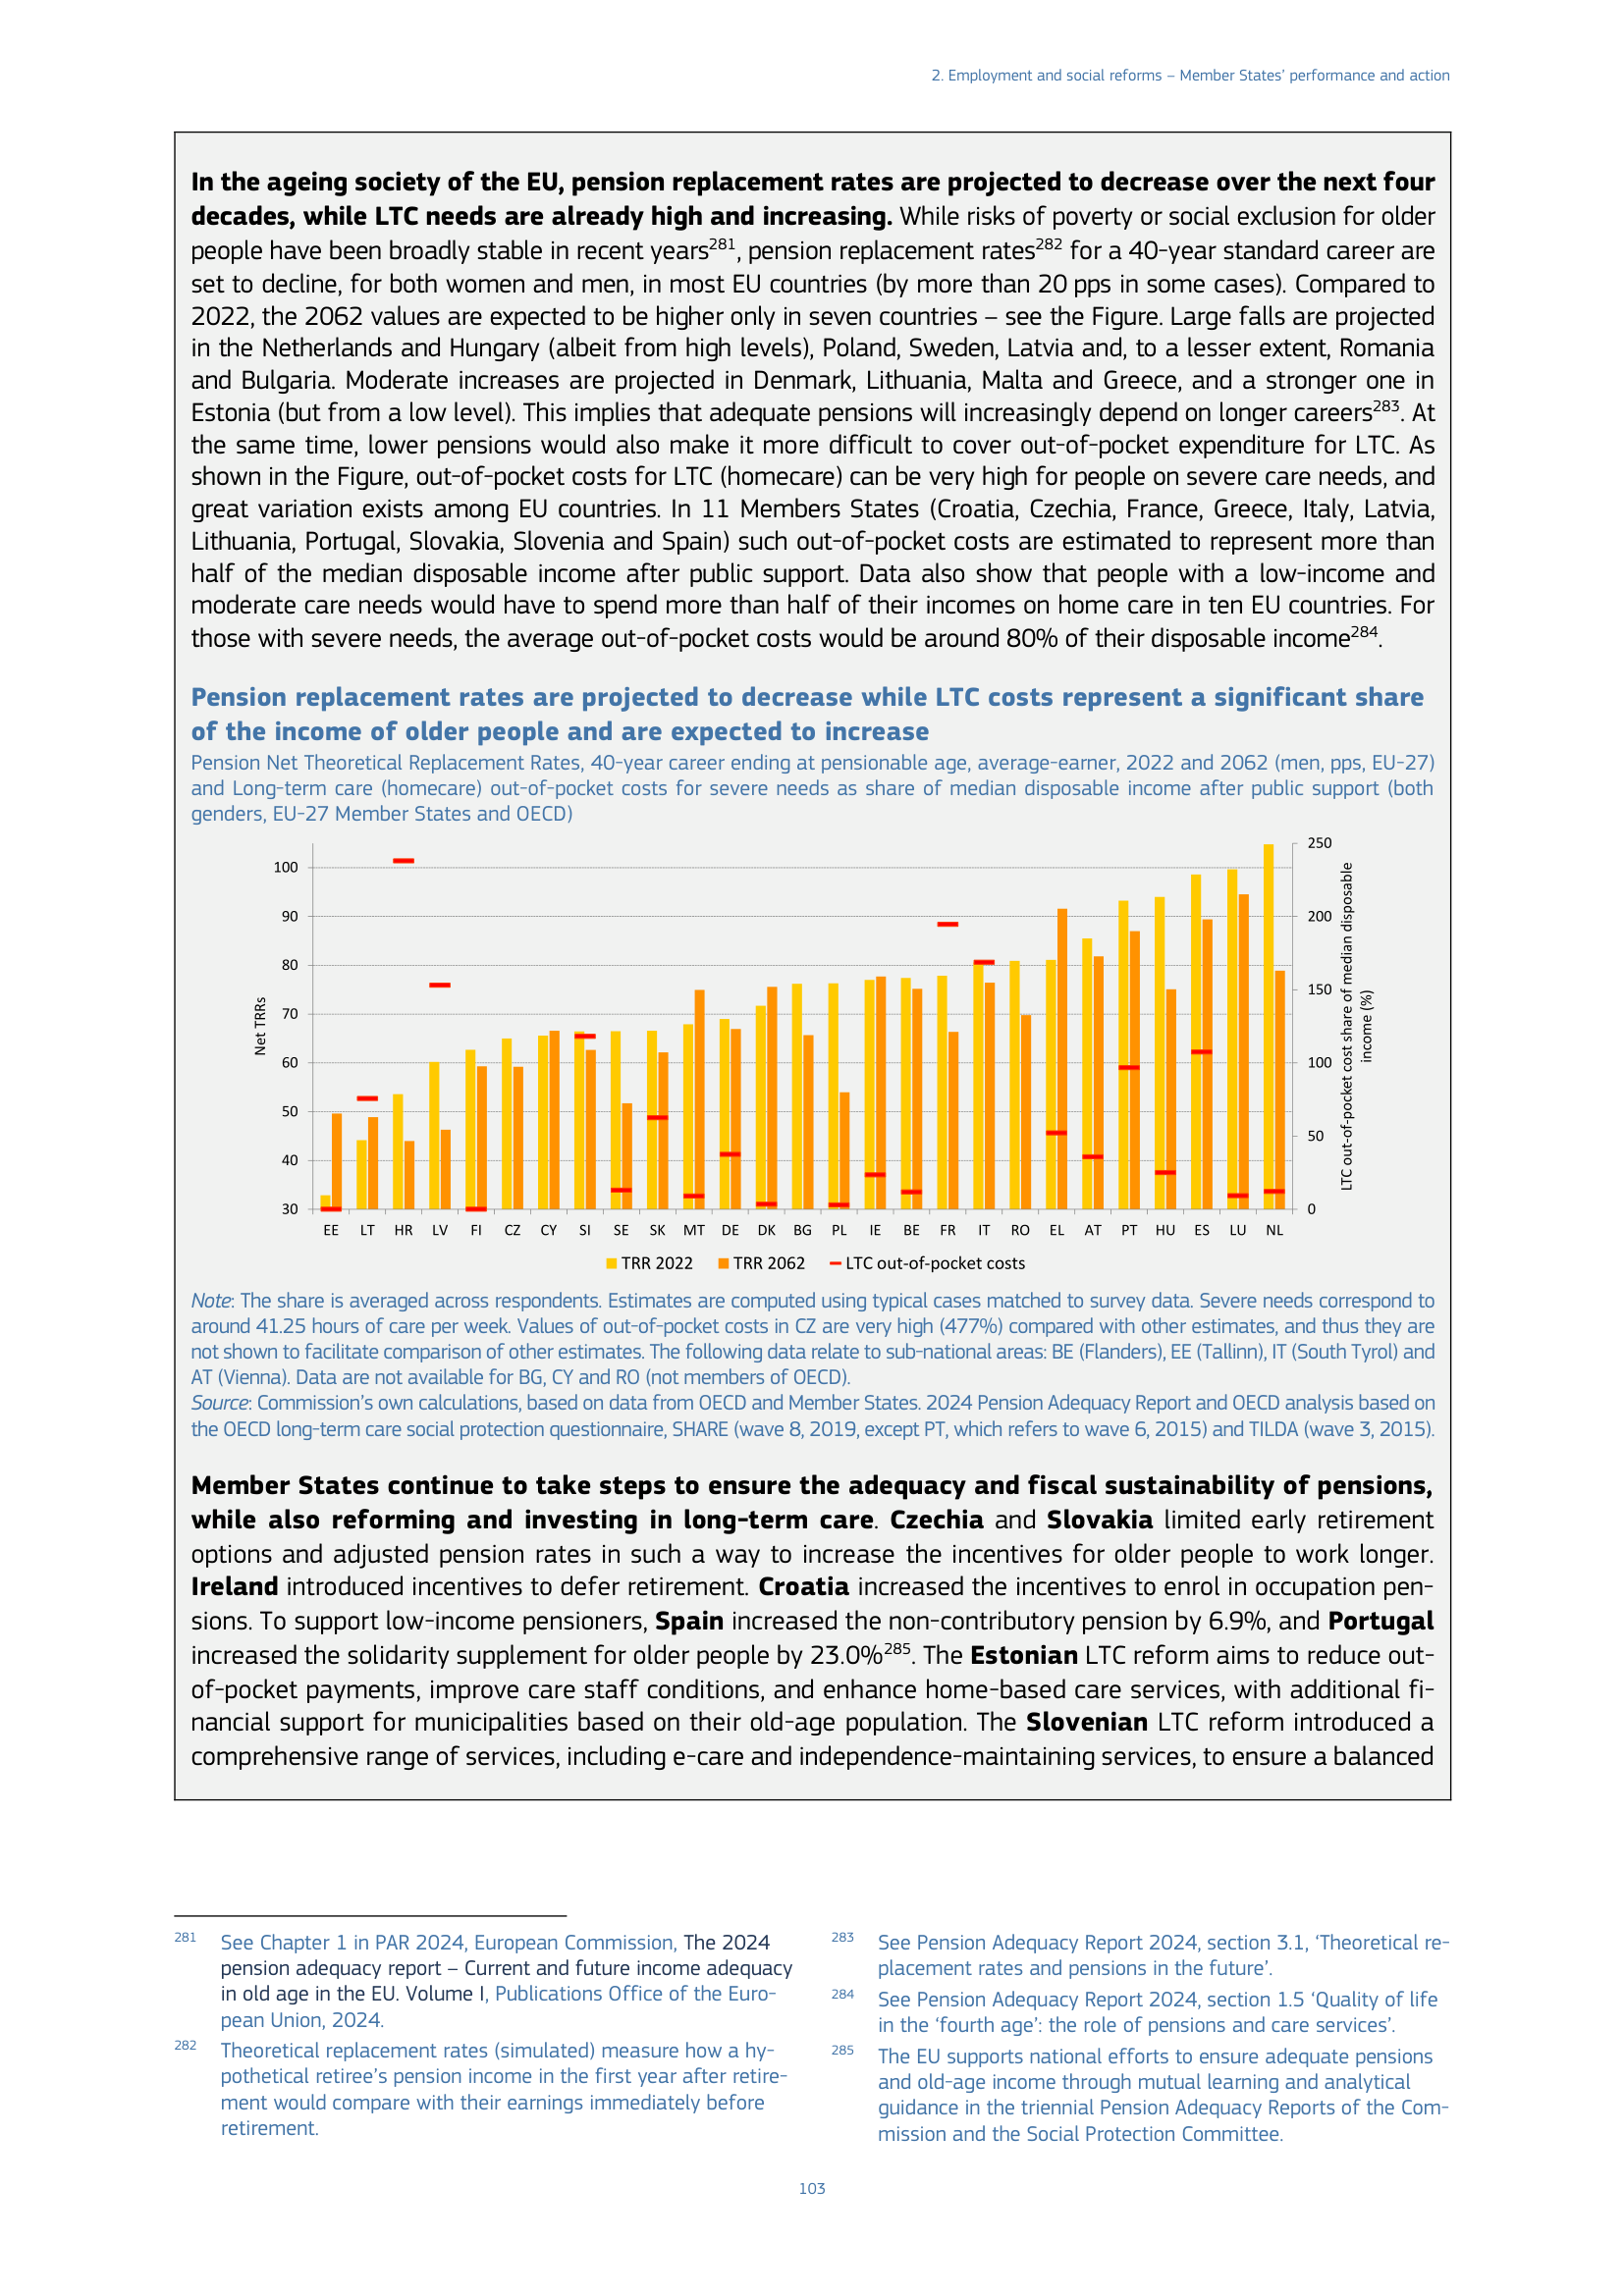 2. Employment and social reforms – Member States’ performance and action
In the ageing society of the EU, pension replacement rates are projected to decrease over the next four
decades, while LTC needs are already high and increasing. While risks of poverty or social exclusion for older
people have been broadly stable in recent years281, pension replacement rates282 for a 40-year standard career are
set to decline, for both women and men, in most EU countries (by more than 20 pps in some cases). Compared to
2022, the 2062 values are expected to be higher only in seven countries – see the Figure. Large falls are projected
in the Netherlands and Hungary (albeit from high levels), Poland, Sweden, Latvia and, to a lesser extent, Romania
and Bulgaria. Moderate increases are projected in Denmark, Lithuania, Malta and Greece, and a stronger one in
Estonia (but from a low level). This implies that adequate pensions will increasingly depend on longer careers283. At
the same time, lower pensions would also make it more difficult to cover out-of-pocket expenditure for LTC. As
shown in the Figure, out-of-pocket costs for LTC (homecare) can be very high for people on severe care needs, and
great variation exists among EU countries. In 11 Members States (Croatia, Czechia, France, Greece, Italy, Latvia,
Lithuania, Portugal, Slovakia, Slovenia and Spain) such out-of-pocket costs are estimated to represent more than
half of the median disposable income after public support. Data also show that people with a low-income and
moderate care needs would have to spend more than half of their incomes on home care in ten EU countries. For
those with severe needs, the average out-of-pocket costs would be around 80% of their disposable income284.
Pension replacement rates are projected to decrease while LTC costs represent a significant share
of the income of older people and are expected to increase
Pension Net Theoretical Replacement Rates, 40-year career ending at pensionable age, average-earner, 2022 and 2062 (men, pps, EU-27)
and Long-term care (homecare) out-of-pocket costs for severe needs as share of median disposable income after public support (both
genders, EU-27 Member States and OECD)
100
90
80
70
60
50
40
30
Net TRRs
250
200
150
100
50
0
LTC out-of-pocket cost share of median disposable
income (%)
EE LT HR LV FI CZ CY SI SE SK MT DE DK BG PL IE BE FR IT RO EL AT PT HU ES LU NL
TRR 2022 TRR 2062 LTC out-of-pocket costs
Note: The share is averaged across respondents. Estimates are computed using typical cases matched to survey data. Severe needs correspond to
around 41.25 hours of care per week. Values of out-of-pocket costs in CZ are very high (477%) compared with other estimates, and thus they are
not shown to facilitate comparison of other estimates. The following data relate to sub-national areas: BE (Flanders), EE (Tallinn), IT (South Tyrol) and
AT (Vienna). Data are not available for BG, CY and RO (not members of OECD).
Source: Commission’s own calculations, based on data from OECD and Member States. 2024 Pension Adequacy Report and OECD analysis based on
the OECD long-term care social protection questionnaire, SHARE (wave 8, 2019, except PT, which refers to wave 6, 2015) and TILDA (wave 3, 2015).
Member States continue to take steps to ensure the adequacy and fiscal sustainability of pensions,
while also reforming and investing in long-term care. Czechia and Slovakia limited early retirement
options and adjusted pension rates in such a way to increase the incentives for older people to work longer.
Ireland introduced incentives to defer retirement. Croatia increased the incentives to enrol in occupation pen-
sions. To support low-income pensioners, Spain increased the non-contributory pension by 6.9%, and Portugal
increased the solidarity supplement for older people by 23.0%285. The Estonian LTC reform aims to reduce out-
of-pocket payments, improve care staff conditions, and enhance home-based care services, with additional fi-
nancial support for municipalities based on their old-age population. The Slovenian LTC reform introduced a
comprehensive range of services, including e-care and independence-maintaining services, to ensure a balanced
281 See Chapter 1 in PAR 2024, European Commission, The 2024
pension adequacy report – Current and future income adequacy
in old age in the EU. Volume I, Publications Office of the Euro-
pean Union, 2024.
282 Theoretical replacement rates (simulated) measure how a hy-
pothetical retiree’s pension income in the first year after retire-
ment would compare with their earnings immediately before
retirement.
283 See Pension Adequacy Report 2024, section 3.1, ‘Theoretical re-
placement rates and pensions in the future’.
284 See Pension Adequacy Report 2024, section 1.5 ‘Quality of life
in the ‘fourth age’: the role of pensions and care services’.
285 The EU supports national efforts to ensure adequate pensions
and old-age income through mutual learning and analytical
guidance in the triennial Pension Adequacy Reports of the Com-
mission and the Social Protection Committee.
103